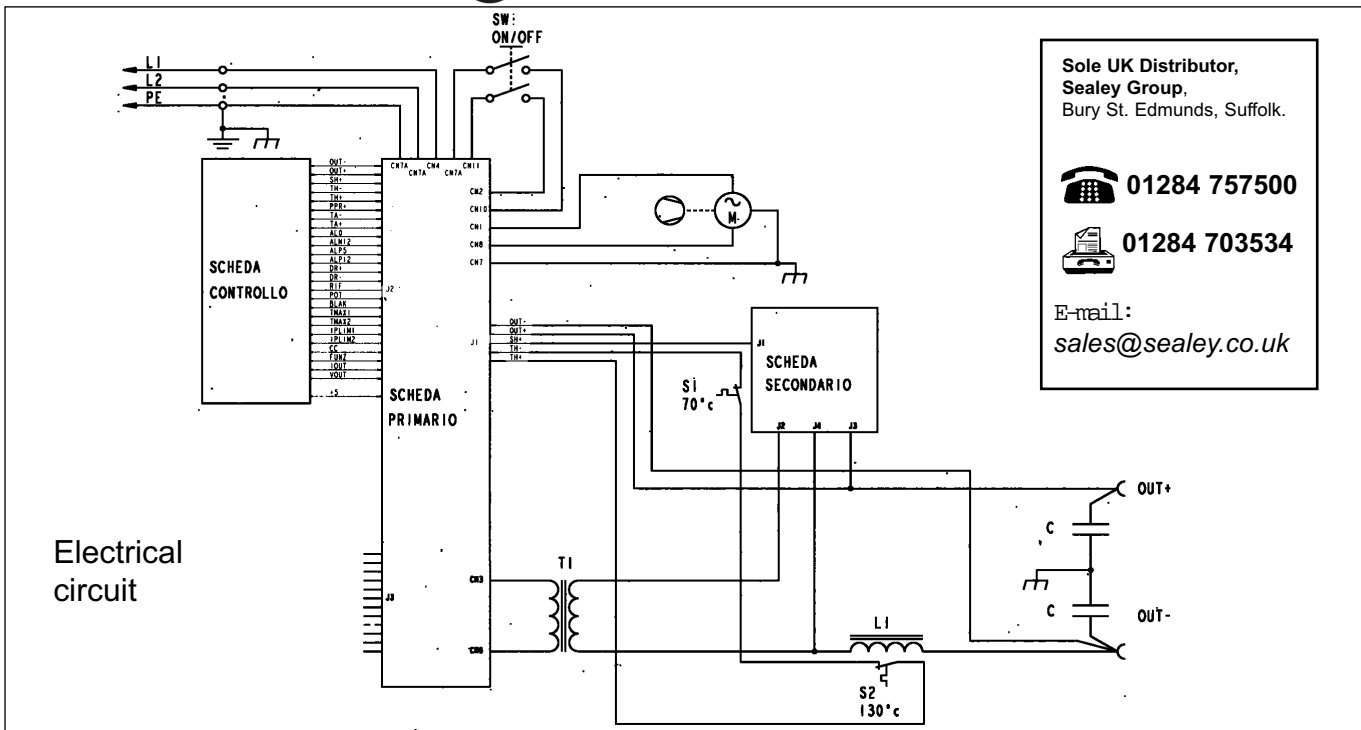 SW:
ON/OFF
L1
L2
PE
CN7A
CN7A
CN4
CN7A
CN11
CN2
CN10
CN1
CN8
CN7
OUT-
OUT+
SH+
TH-
TH+
PPR+
TA-
TA+
AL0
ALM12
ALP5
ALP12
DR+
DR-
RIF
POT
BLAK
TMAX1
TMAX2
IPLIM1
IPLIM2
CC
FUNZ
IOUT
VOUT
+5
SCHEDA
CONTROLLO
J2
SCHEDA
PRIMARIO
J1
OUT-
OUT+
SH+
TH-
TH+
M
S1
70°c
J1
SCHEDA
SECONDARIO
J2
J4
J3
OUT+
C
C
OUT-
T1
CN3
J3
L1
S2
130°c
Electrical
circuit
Sole UK Distributor,
Sealey Group,
Bury St. Edmunds, Suffolk.
01284 757500
01284 703534
E-mail:
sales@sealey.co.uk